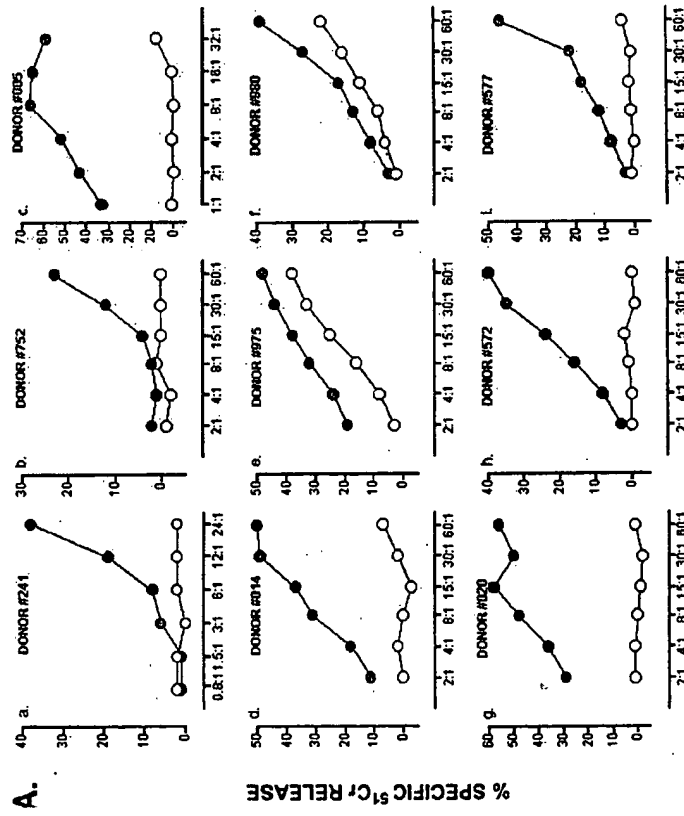 A.
% SPECIFIC ⁵¹Cr RELEASE
a.
DONOR #241
40
30
20
10
0
0.8:1 1.5:1 3:1 6:1 12:1 24:1
b.
DONOR #752
30
20
10
0
2:1 4:1 8:1 15:1 30:1 60:1
c.
DONOR #005
70
60
50
40
30
20
10
0
1:1 2:1 4:1 8:1 16:1 32:1
d.
DONOR #014
50
40
30
20
10
0
2:1 4:1 8:1 15:1 30:1 60:1
e.
DONOR #975
50
40
30
20
10
0
2:1 4:1 8:1 15:1 30:1 60:1
f.
DONOR #980
40
30
20
10
0
2:1 4:1 8:1 15:1 30:1 60:1
g.
DONOR #020
60
50
40
30
20
10
0
2:1 4:1 8:1 15:1 30:1 60:1
h.
DONOR #572
40
30
20
10
0
2:1 4:1 8:1 15:1 30:1 60:1
i.
DONOR #577
50
40
30
20
10
0
2:1 4:1 8:1 15:1 30:1 60:1